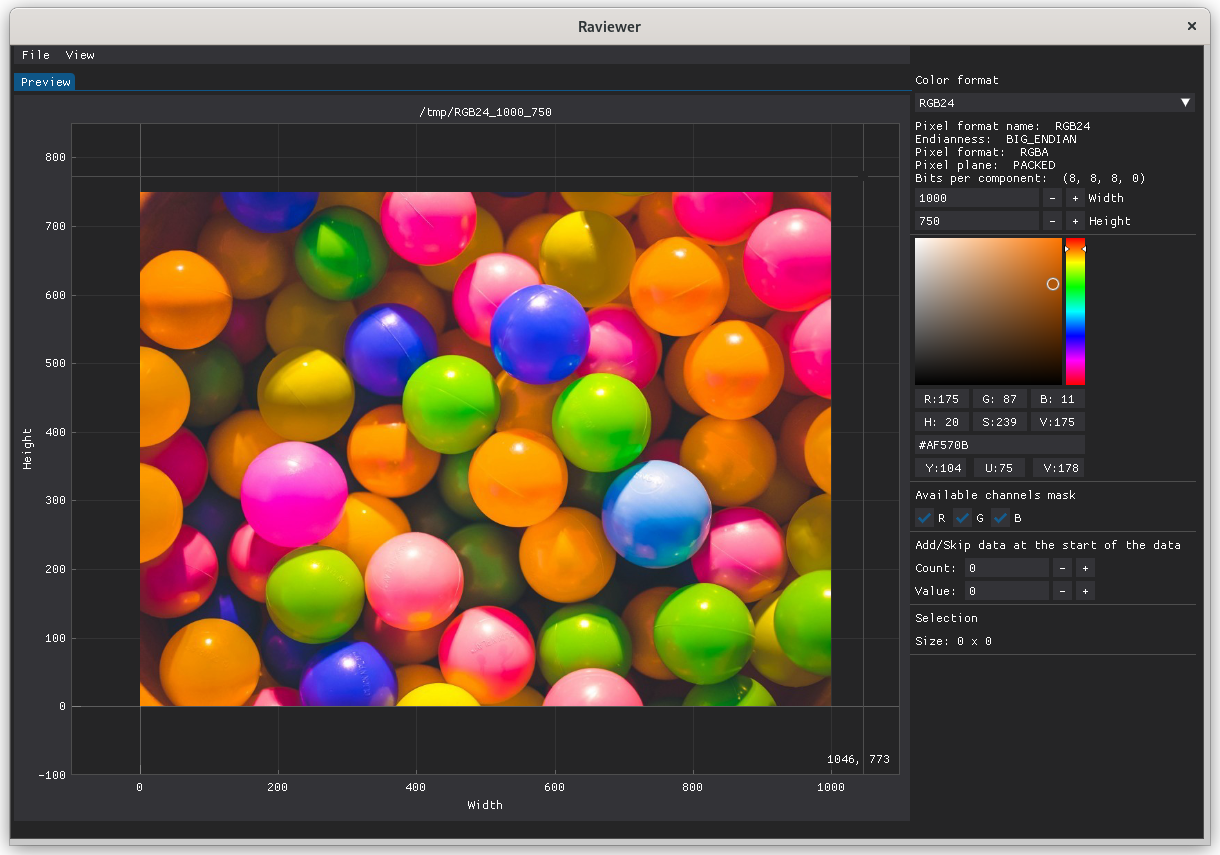 Raviewer
×
File View
Preview
/tmp/RGB24_1000_750
800
700
600
500
400
300
200
100
0
-100
Height
0 200 400 600 800 1000
Width
1046, 773
Color format
RGB24
Pixel format name: RGB24
Endianness: BIG_ENDIAN
Pixel format: RGBA
Pixel plane: PACKED
Bits per component: (8, 8, 8, 0)
1000 - + Width
750 - + Height
R:175 G: 87 B: 11
H: 20 S:239 V:175
#AF570B
Y:104 U:75 V:178
Available channels mask
R G B
Add/Skip data at the start of the data
Count: 0 - +
Value: 0 - +
Selection
Size: 0 x 0